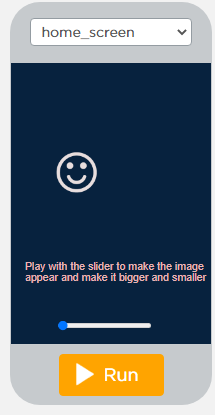 home_screen
Play with the slider to make the image
appear and make it bigger and smaller
Run